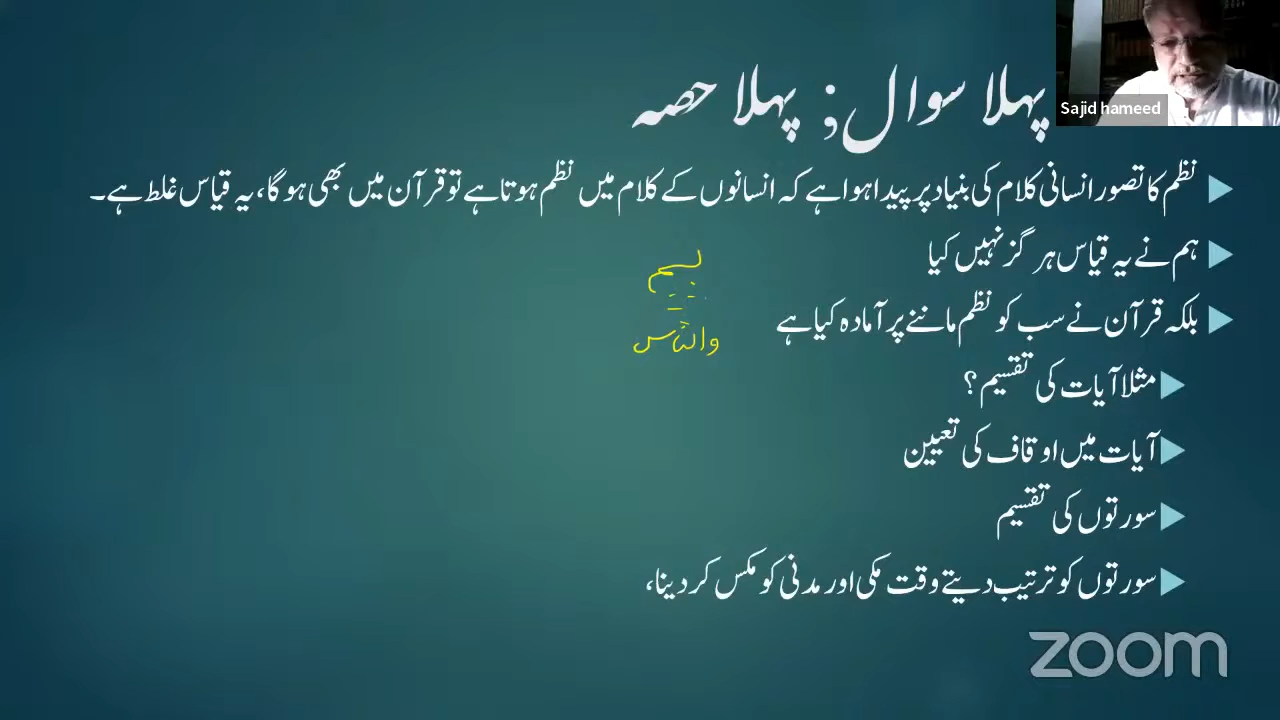 Sajid hameed
پہلا سوال: پہلا حصہ
نظم کا تصور انسانی کلام کی بنیاد پر پیدا ہوا ہے کہ انسانوں کے کلام میں نظم ہوتا ہے تو قرآن میں بھی ہوگا، یہ قیاس غلط ہے۔
ہم نے یہ قیاس ہر گز نہیں کیا
بلکہ قرآن نے سب کو نظم ماننے پر آمادہ کیا ہے
بسم
والناس
مثلا آیات کی تقسیم؟
آیات میں اوقاف کی تعیین
سورتوں کی تقسیم
سورتوں کو ترتیب دیتے وقت مکی اور مدنی کو مکس کر دینا،
zoom